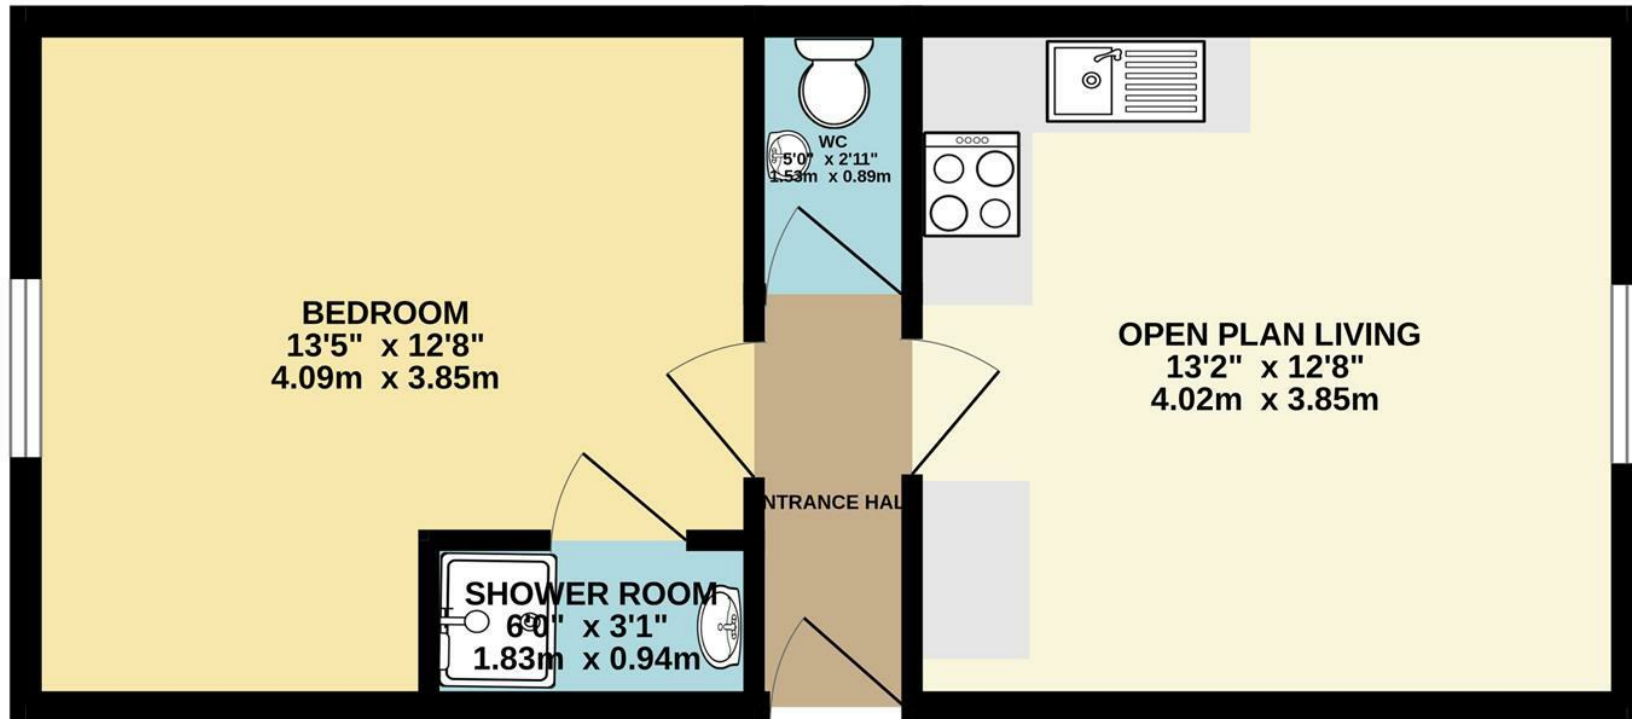 BEDROOM
13'5" x 12'8"
4.09m x 3.85m
WC
5'0" x 2'11"
1.53m x 0.89m
OPEN PLAN LIVING
13'2" x 12'8"
4.02m x 3.85m
NTRANCE HAL
SHOWER ROOM
6'0" x 3'1"
1.83m x 0.94m